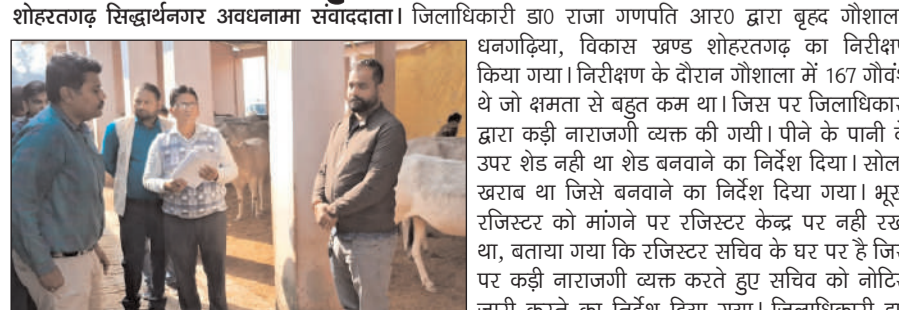 शोहरतगढ़ सिद्धार्थनगर अवधनामा संवाददाता। जिलाधिकारी डा0 राजा गणपति आर0 द्वारा बृहद गौशाला
धनगढ़िया, विकास खण्ड शोहरतगढ़ का निरीक्षण
किया गया। निरीक्षण के दौरान गौशाला में 167 गौवंश
थे जो क्षमता से बहुत कम था। जिस पर जिलाधिकारी
द्वारा कड़ी नाराजगी व्यक्त की गयी। पीने के पानी के
उपर शेड नही था शेड बनवाने का निर्देश दिया। सोलर
खराब था जिसे बनवाने का निर्देश दिया गया। भूसा
रजिस्टर को मांगने पर रजिस्टर केन्द्र पर नही रखा
था, बताया गया कि रजिस्टर सचिव के घर पर है जिस
पर कड़ी नाराजगी व्यक्त करते हुए सचिव को नोटिस
जारी करने का निर्देश दिया गया। जिलाधिकारी